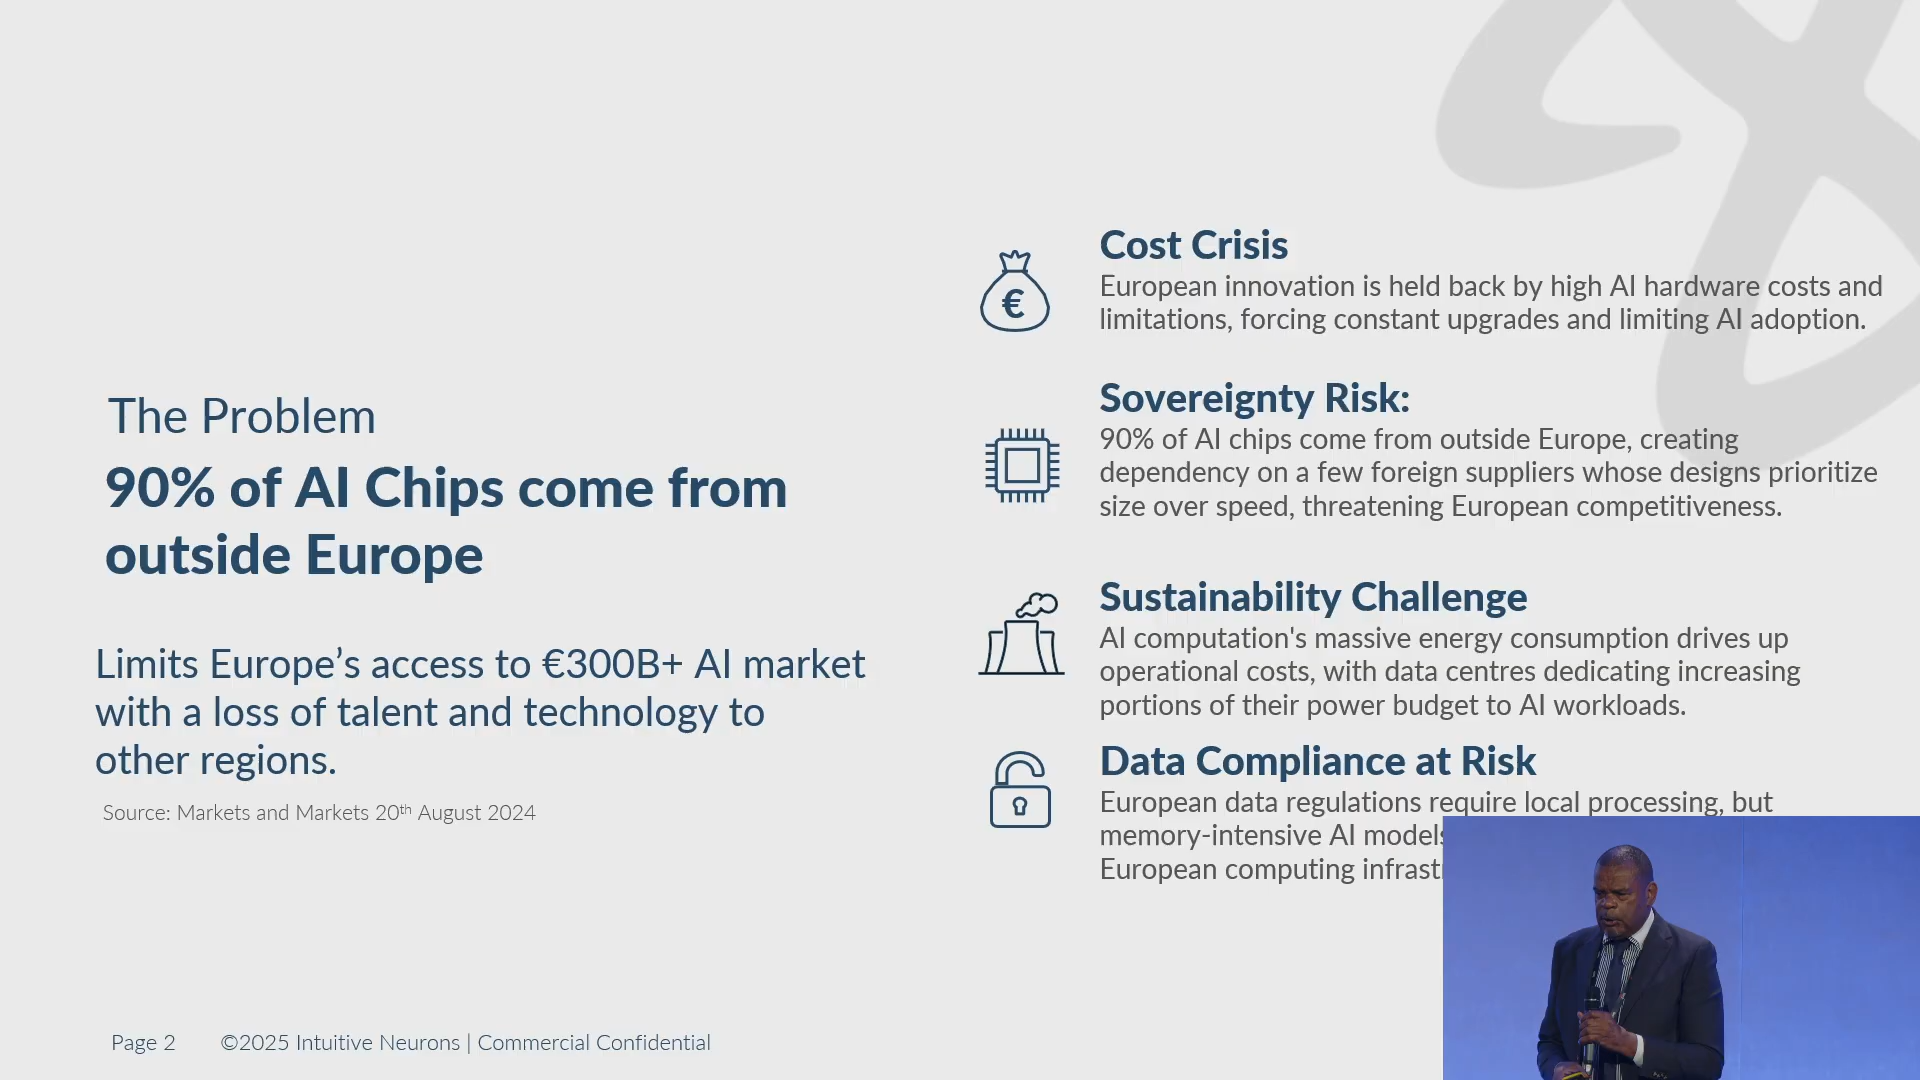 The Problem
90% of AI Chips come from
outside Europe
Limits Europe’s access to €300B+ AI market
with a loss of talent and technology to
other regions.
Source: Markets and Markets 20th August 2024
€
Cost Crisis
European innovation is held back by high AI hardware costs and
limitations, forcing constant upgrades and limiting AI adoption.
Sovereignty Risk:
90% of AI chips come from outside Europe, creating
dependency on a few foreign suppliers whose designs prioritize
size over speed, threatening European competitiveness.
Sustainability Challenge
AI computation's massive energy consumption drives up
operational costs, with data centres dedicating increasing
portions of their power budget to AI workloads.
Data Compliance at Risk
European data regulations require local processing, but
memory-intensive AI models
European computing
Page 2 ©2025 Intuitive Neurons | Commercial Confidential